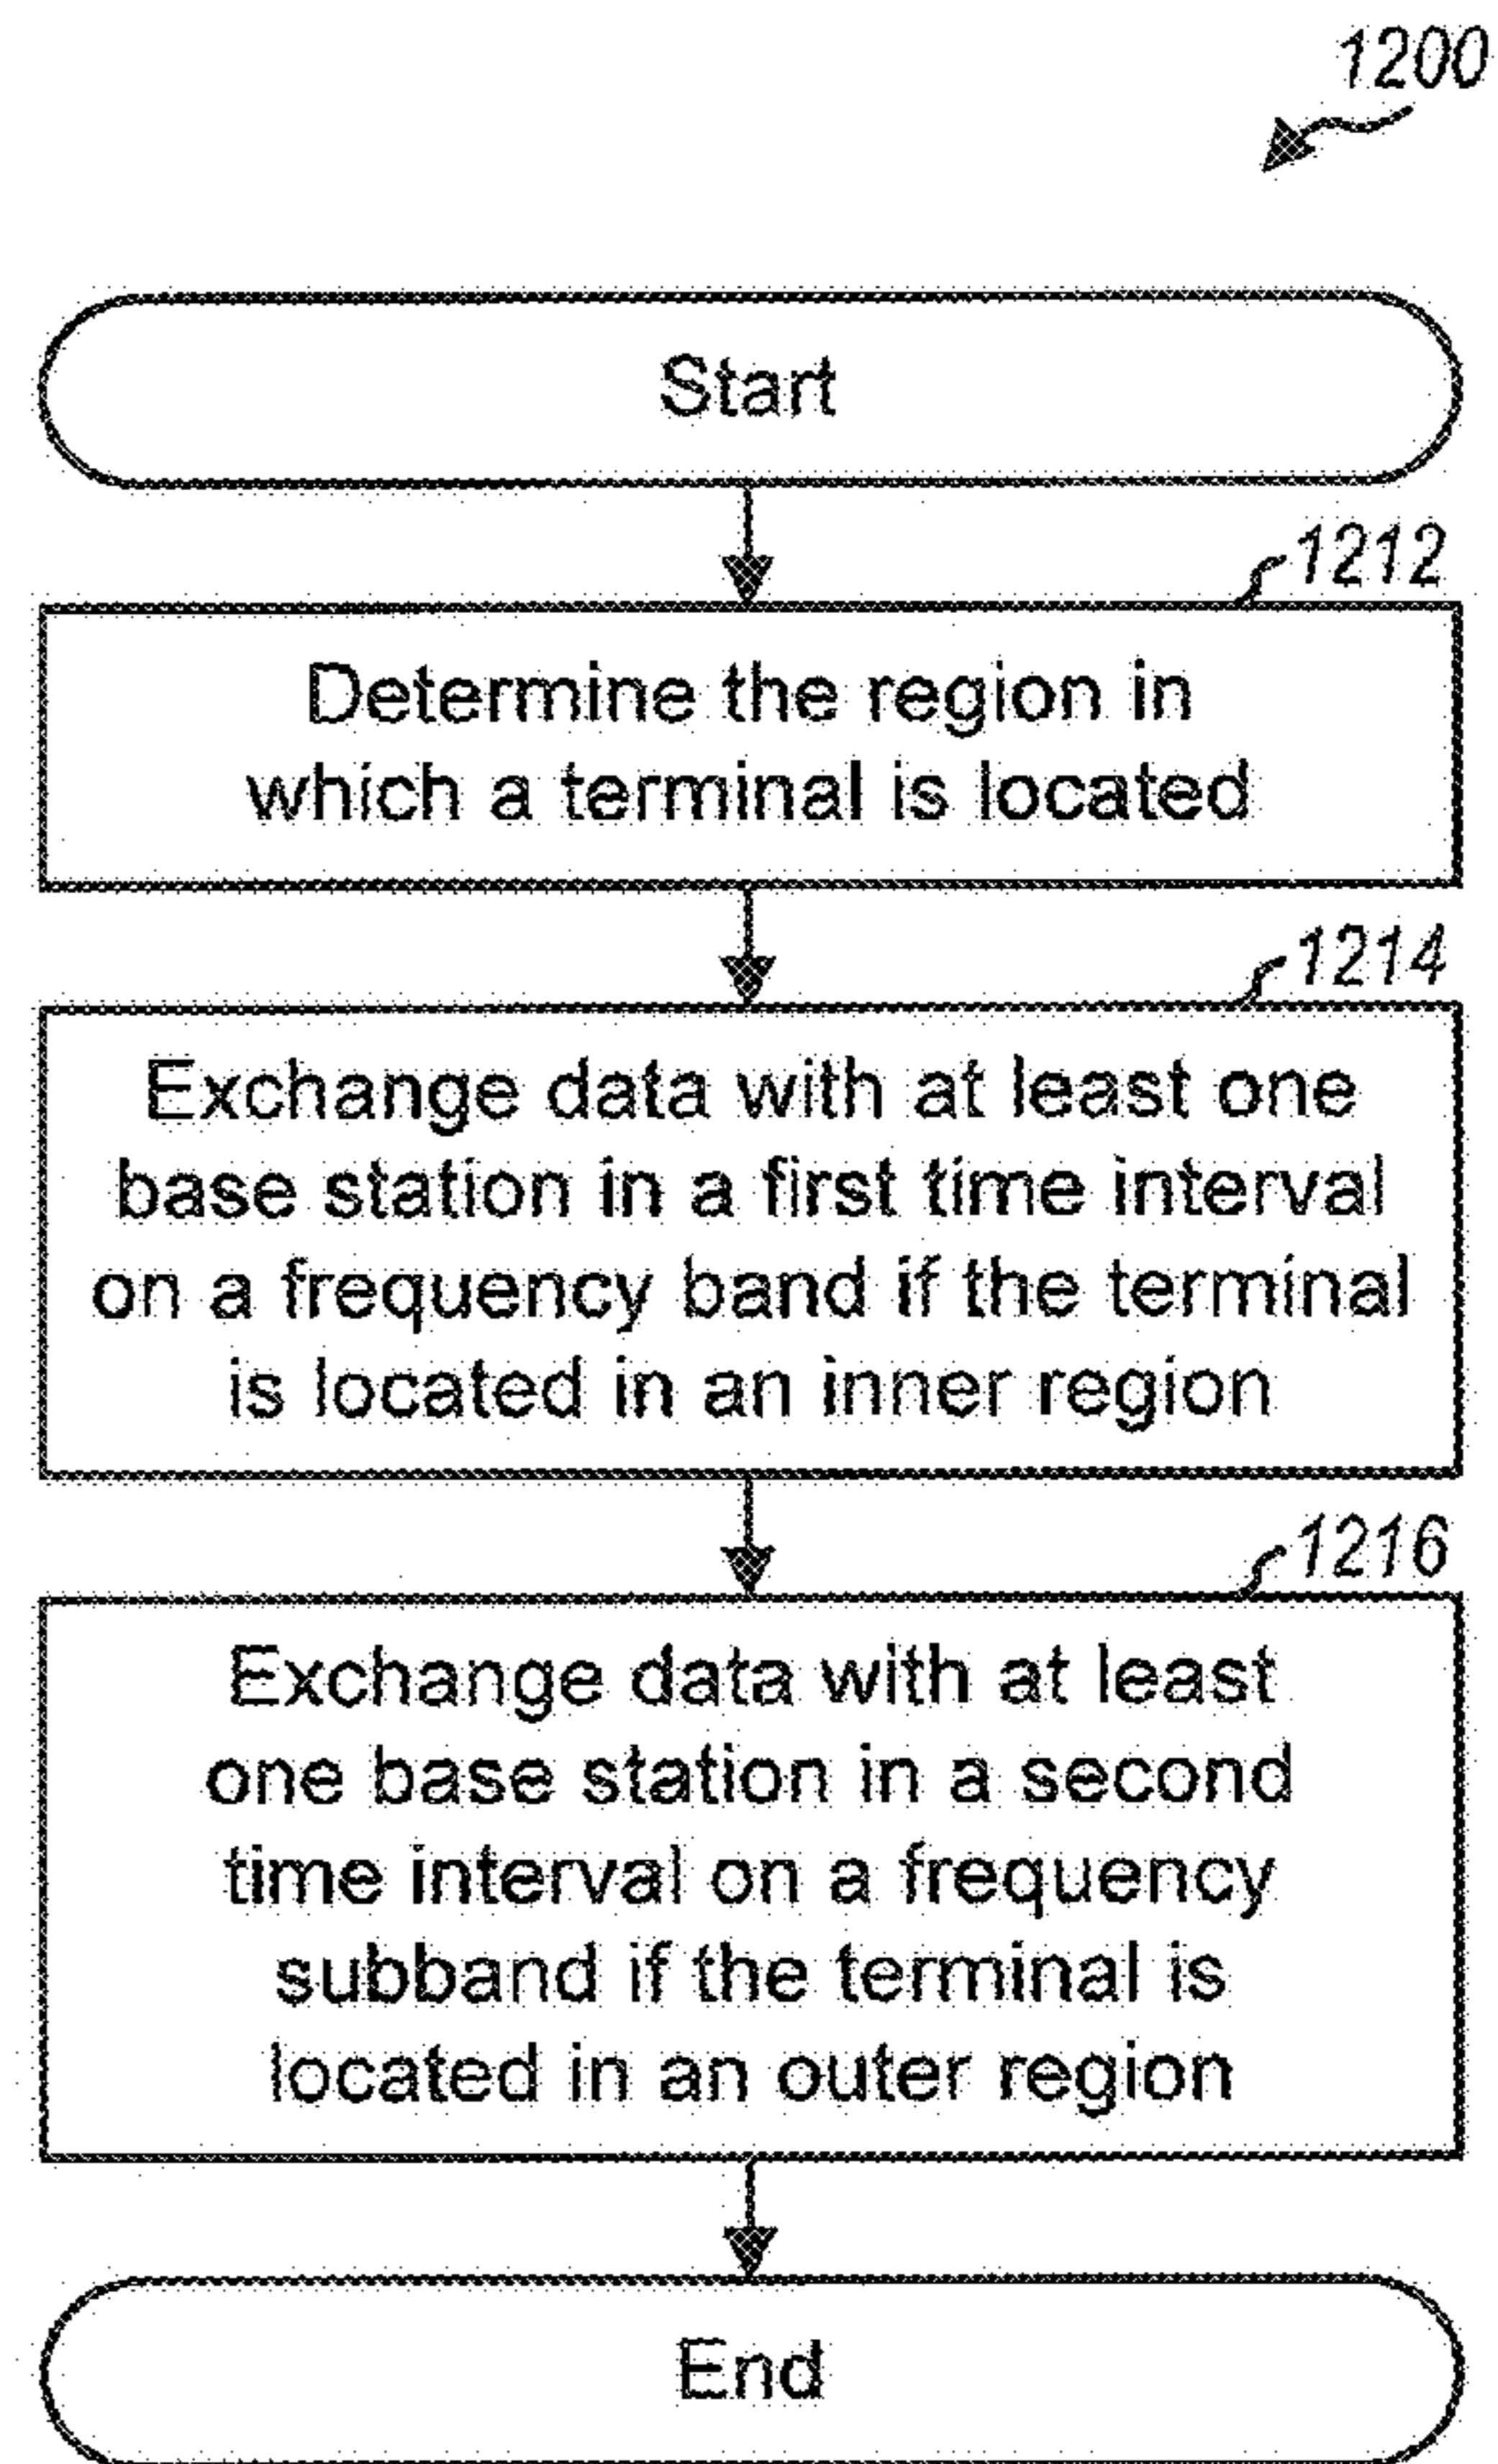 1200
Start
1212
Determine the region in
which a terminal is located
1214
Exchange data with at least one
base station in a first time interval
on a frequency band if the terminal
is located in an inner region
1216
Exchange data with at least
one base station in a second
time interval on a frequency
subband if the terminal is
located in an outer region
End